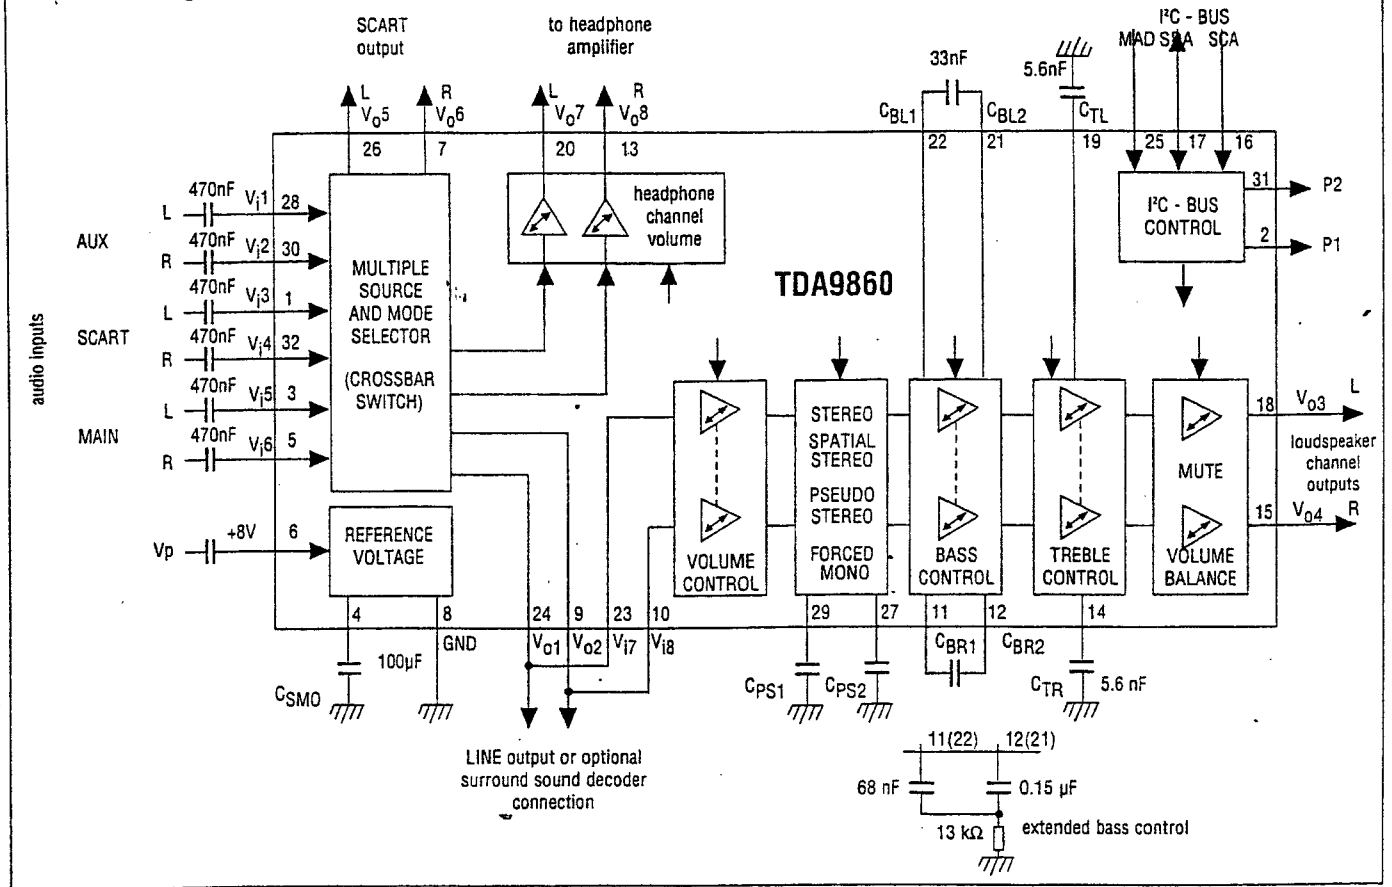 SCART
output
to headphone
amplifier
I²C - BUS
MAD SDA SCA
33nF
5.6nF
L
R
L
R
Vo5
Vo6
Vo7
Vo8
CBL1
CBL2
CTL
26
7
20
13
22
21
19
25
17
16
470nF
Vi1
28
L
AUX
470nF
Vi2
30
R
470nF
Vi3
1
L
SCART
470nF
Vi4
32
R
470nF
Vi5
3
L
MAIN
470nF
Vi6
5
R
audio inputs
MULTIPLE
SOURCE
AND MODE
SELECTOR
(CROSSBAR
SWITCH)
headphone
channel
volume
TDA9860
I²C - BUS
CONTROL
31
P2
2
P1
Vp
+8V
6
REFERENCE
VOLTAGE
VOLUME
CONTROL
STEREO
SPATIAL
STEREO
PSEUDO
STEREO
FORCED
MONO
BASS
CONTROL
TREBLE
CONTROL
MUTE
VOLUME
BALANCE
18
Vo3
L
loudspeaker
channel
outputs
15
Vo4
R
4
8
24
9
23
10
29
27
11
12
14
GND
Vo1
Vo2
Vi7
Vi8
100µF
CSMO
CPS1
CPS2
CBR1
CBR2
CTR
5.6 nF
LINE output or optional
surround sound decoder
connection
11(22)
12(21)
68 nF
0.15 µF
13 kΩ
extended bass control